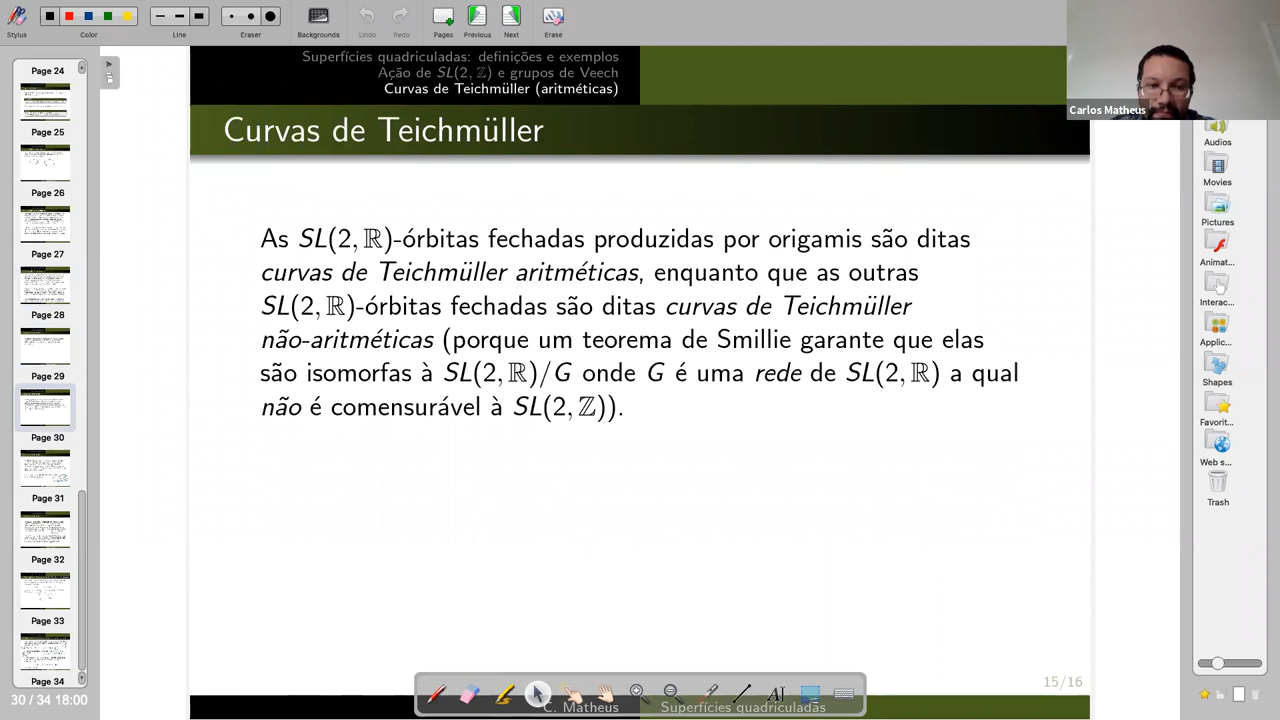 Stylus
Color
Line
Eraser
Backgrounds
Undo
Redo
Pages
Previous
Next
Erase
Carlos Matheus
Page 24
Page 25
Page 26
Page 27
Page 28
Page 29
Page 30
Page 31
Page 32
Page 33
Page 34
30 / 34 18:00
Superfícies quadriculadas: definições e exemplos
Ação de SL(2, ℤ) e grupos de Veech
Curvas de Teichmüller (aritméticas)
Curvas de Teichmüller
As SL(2, ℝ)-órbitas fechadas produzidas por origamis são ditas
curvas de Teichmüller aritméticas, enquanto que as outras
SL(2, ℝ)-órbitas fechadas são ditas curvas de Teichmüller
não-aritméticas (porque um teorema de Smillie garante que elas
são isomorfas à SL(2, ℝ)/G onde G é uma rede de SL(2, ℝ) a qual
não é comensurável à SL(2, ℤ)).
15/16
C. Matheus
Superfícies quadriculadas
Audios
Movies
Pictures
Animat...
Interac...
Applic...
Shapes
Favorit...
Web s...
Trash